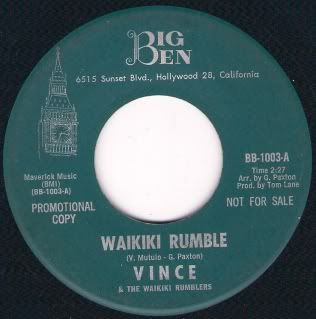 BIG
BEN
6515 Sunset Blvd., Hollywood 28, California
Maverick Music
(BMI)
(BB-1003-A)
PROMOTIONAL
COPY
BB-1003-A
Time 2:27
Arr. by G. Paxton
Prod. by Tom Lane
NOT FOR SALE
WAIKIKI RUMBLE
(V. Mutulo - G. Paxton)
VINCE
& THE WAIKIKI RUMBLERS